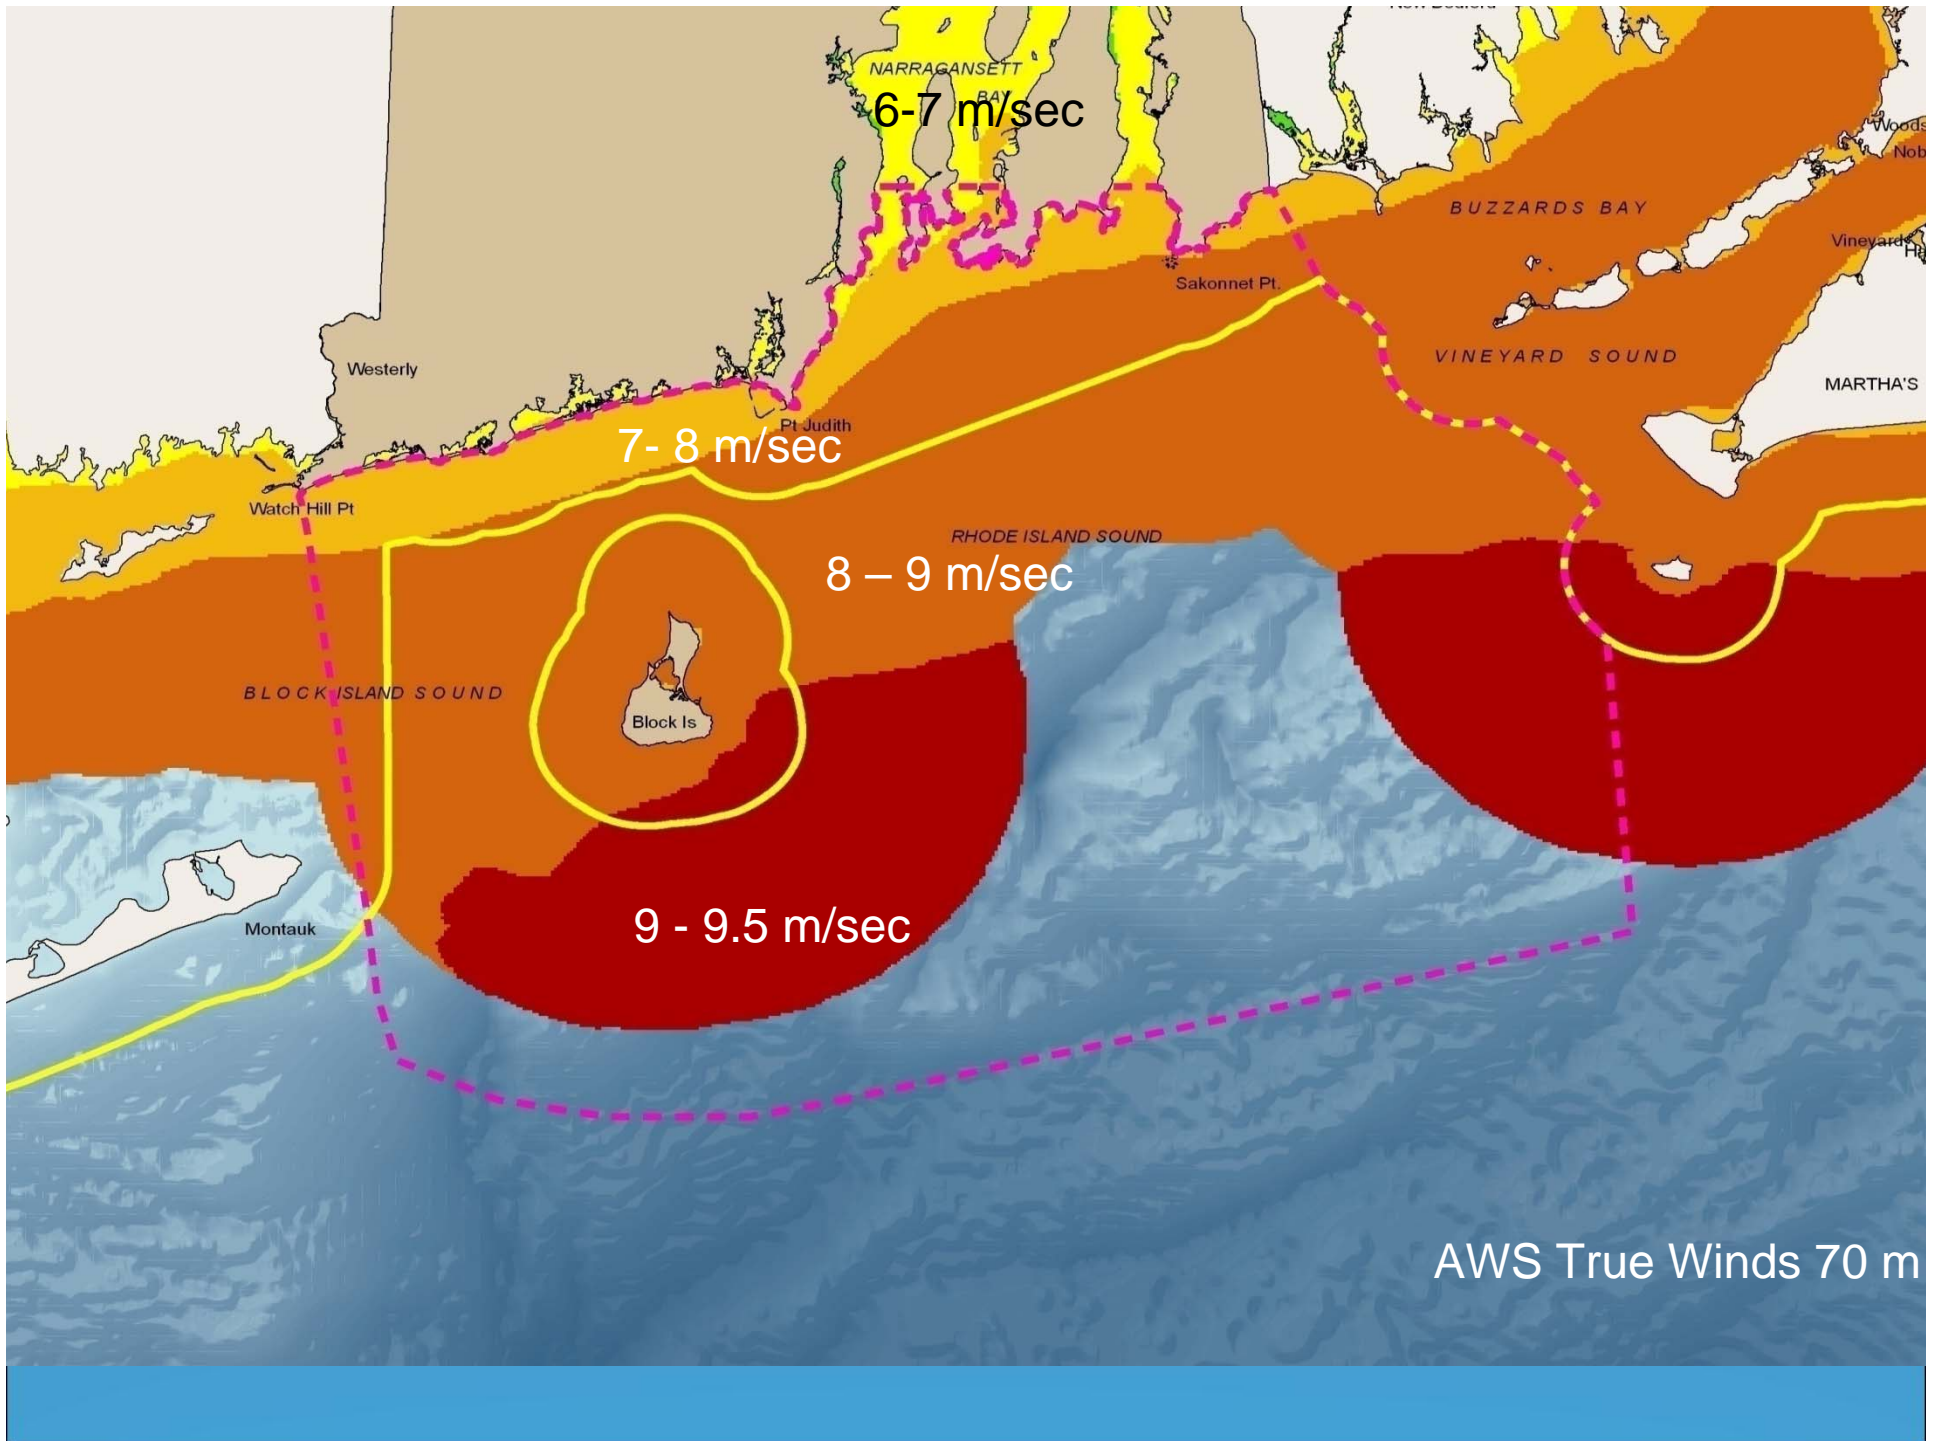 NARRAGANSETT
BAY
6-7 m/sec
Woods
Nob
BUZZARDS BAY
Vineyard
Sakonnet Pt.
VINEYARD SOUND
Westerly
MARTHA'S
Pt Judith
7- 8 m/sec
Watch Hill Pt
RHODE ISLAND SOUND
8 – 9 m/sec
BLOCK ISLAND SOUND
Block Is
9 - 9.5 m/sec
Montauk
AWS True Winds 70 m